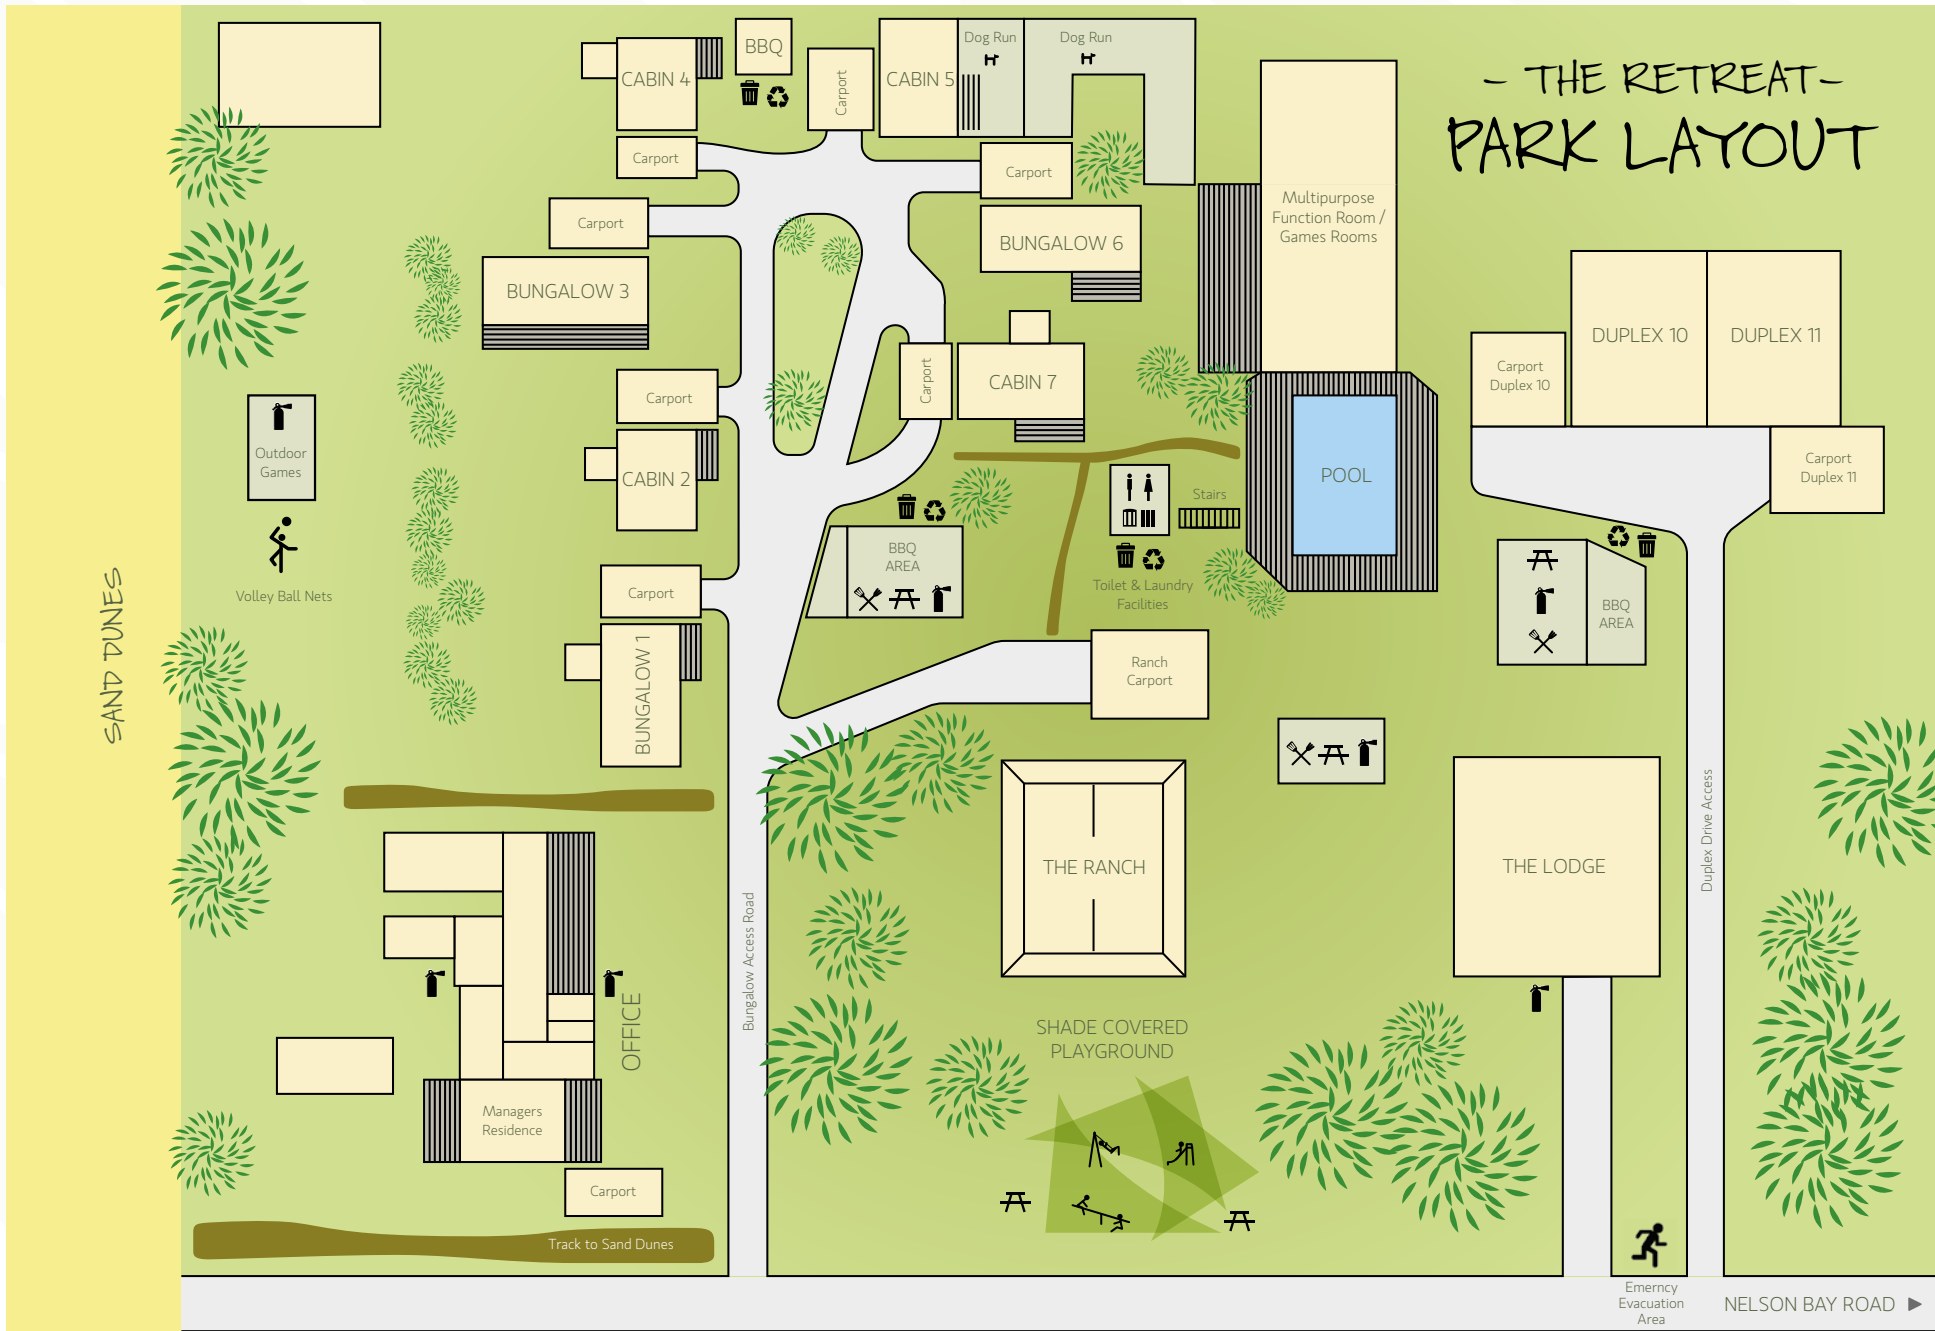 - THE RETREAT-
PARK LAYOUT
CABIN 4
BBQ
Carport
CABIN 5
Dog Run
Dog Run
Carport
Carport
Carport
BUNGALOW 6
BUNGALOW 3
Multipurpose
Function Room /
Games Rooms
DUPLEX 10
DUPLEX 11
Carport
Duplex 10
Carport
Carport
CABIN 7
CABIN 2
Outdoor
Games
Volley Ball Nets
SAND DUNES
POOL
Stairs
Carport
Duplex 11
BBQ
AREA
Toilet & Laundry
Facilities
BBQ
AREA
Carport
BUNGALOW 1
Ranch
Carport
THE RANCH
THE LODGE
Duplex Drive Access
Bungalow Access Road
OFFICE
SHADE COVERED
PLAYGROUND
Managers
Residence
Carport
Track to Sand Dunes
Emerncy
Evacuation
Area
NELSON BAY ROAD